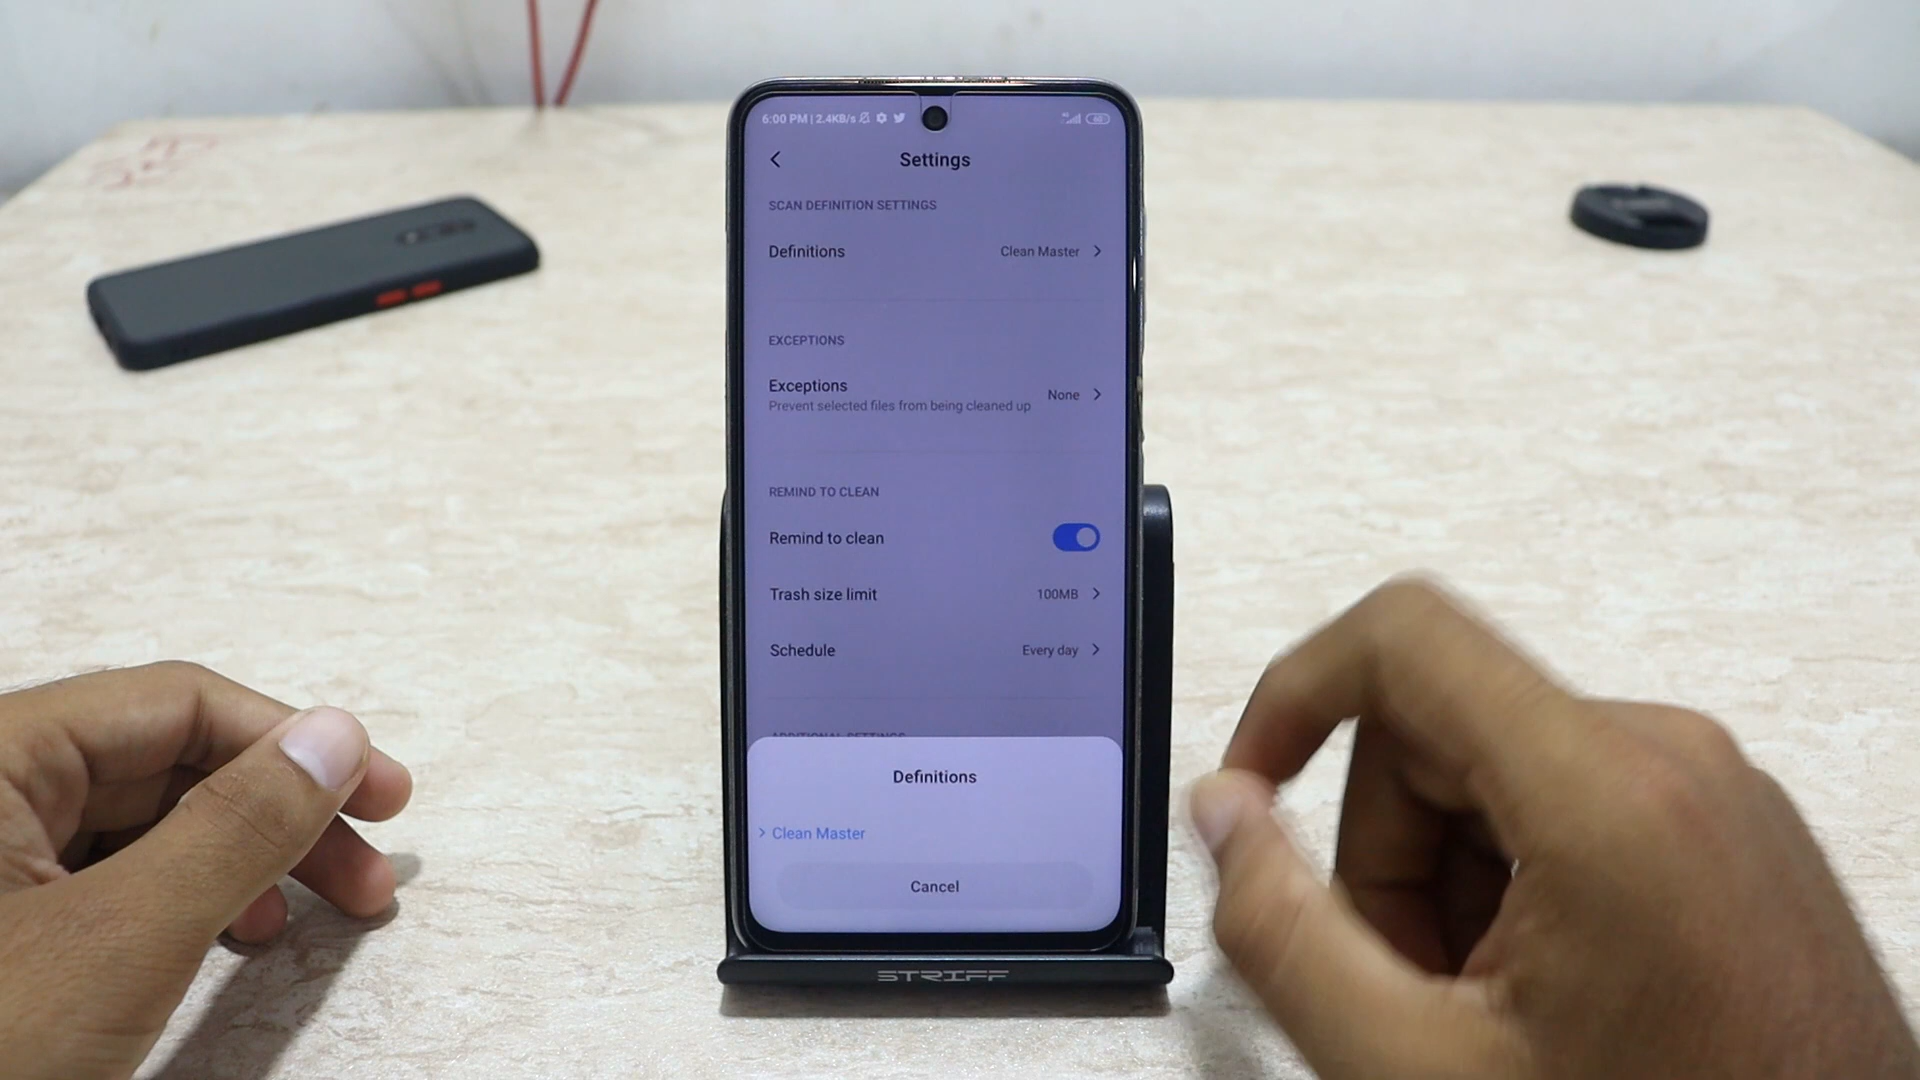 6:00 PM | 2.4KB/s
Settings
SCAN DEFINITION SETTINGS
Definitions
Clean Master
EXCEPTIONS
Exceptions
Prevent selected files from being cleaned up
None
REMIND TO CLEAN
Remind to clean
Trash size limit
100MB
Schedule
Every day
ADDITIONAL SETTINGS
Definitions
Clean Master
Cancel
STRIFF